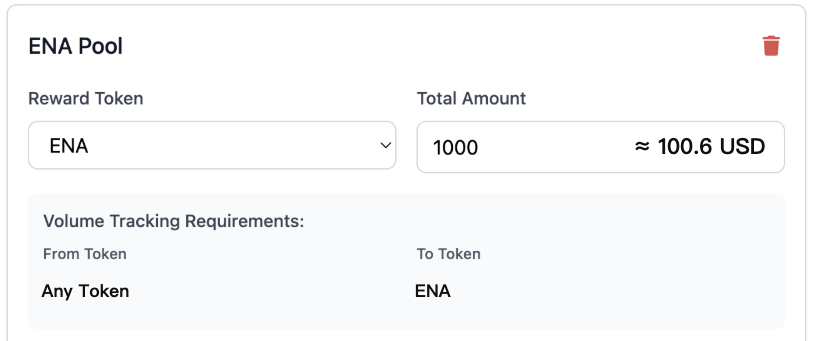 ENA Pool
Reward Token
Total Amount
ENA
1000
≈ 100.6 USD
Volume Tracking Requirements:
From Token
To Token
Any Token
ENA